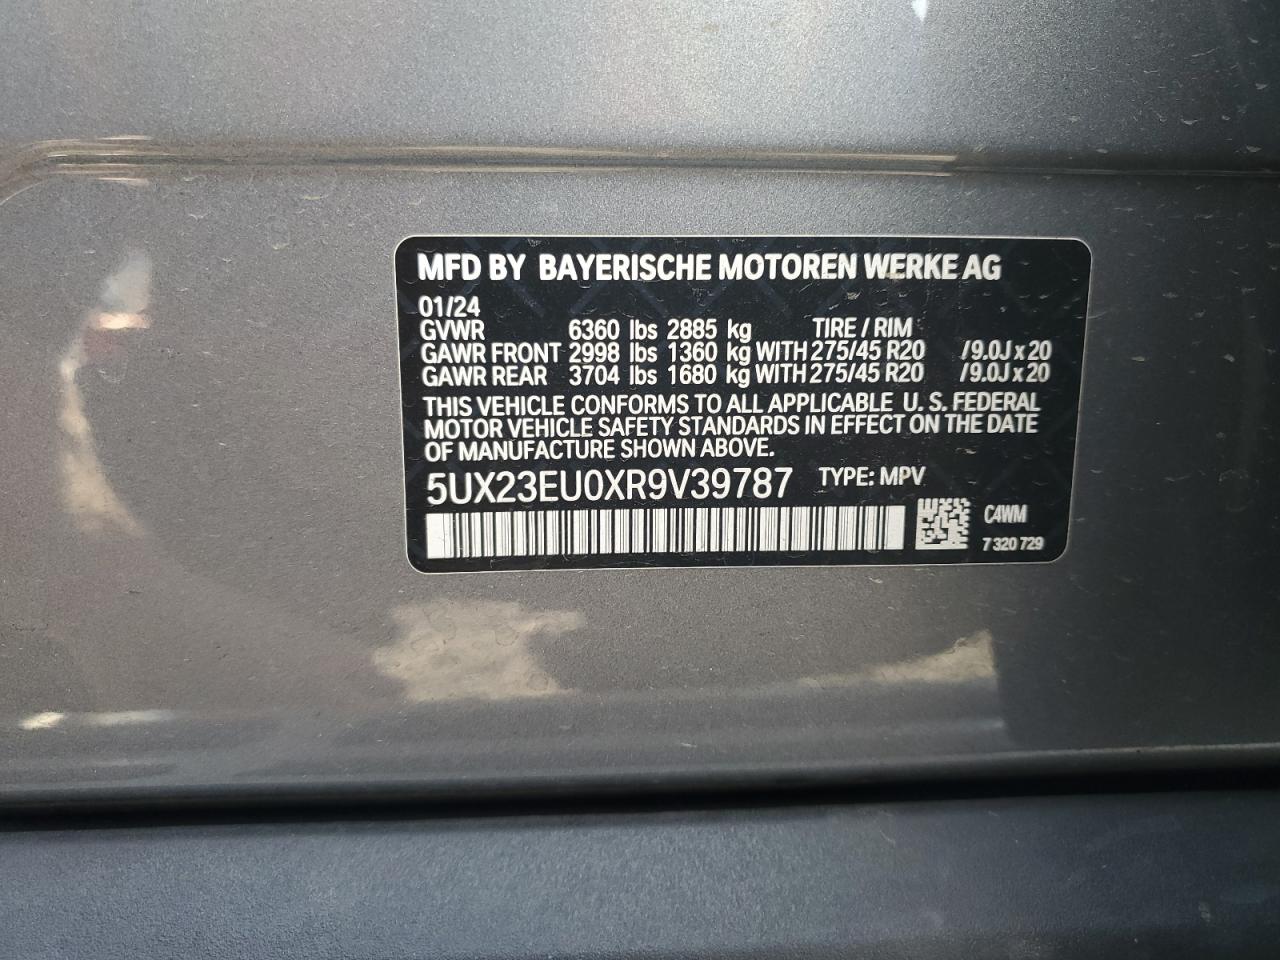 MFD BY BAYERISCHE MOTOREN WERKE AG
01/24
GVWR 6360 lbs 2885 kg TIRE / RIM
GAWR FRONT 2998 lbs 1360 kg WITH 275/45 R20 /9.0J x 20
GAWR REAR 3704 lbs 1680 kg WITH 275/45 R20 /9.0J x 20
THIS VEHICLE CONFORMS TO ALL APPLICABLE U. S. FEDERAL
MOTOR VEHICLE SAFETY STANDARDS IN EFFECT ON THE DATE
OF MANUFACTURE SHOWN ABOVE.
5UX23EU0XR9V39787 TYPE: MPV
C4WM
7 320 729